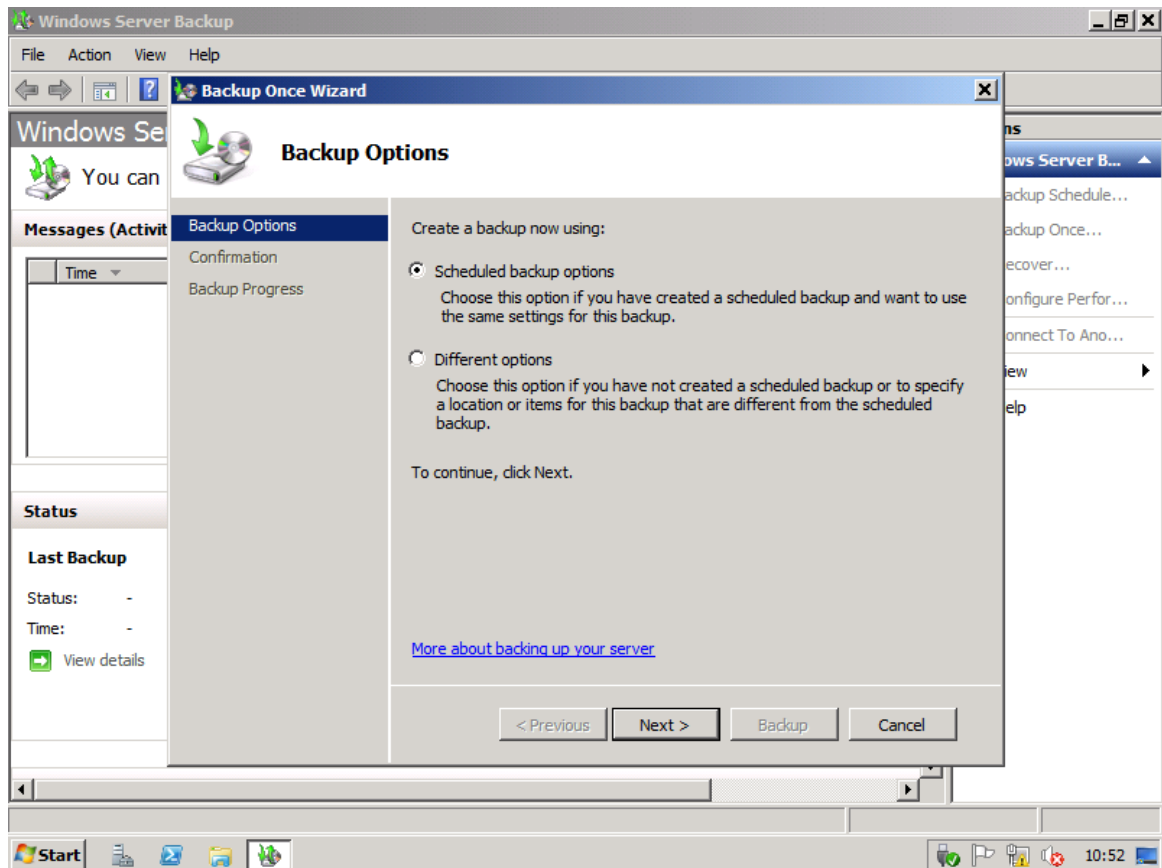 Windows Server Backup
File Action View Help
Backup Once Wizard
Windows Ser
You can
Messages (Activit
Time
Status
Last Backup
Status: -
Time: -
View details
Backup Options
Backup Options
Confirmation
Backup Progress
Create a backup now using:
Scheduled backup options
Choose this option if you have created a scheduled backup and want to use
the same settings for this backup.
Different options
Choose this option if you have not created a scheduled backup or to specify
a location or items for this backup that are different from the scheduled
backup.
To continue, click Next.
More about backing up your server
< Previous Next > Backup Cancel
ns
ows Server B...
ackup Schedule...
ackup Once...
ecover...
onfigure Perfor...
onnect To Ano...
iew
elp
Start 10:52